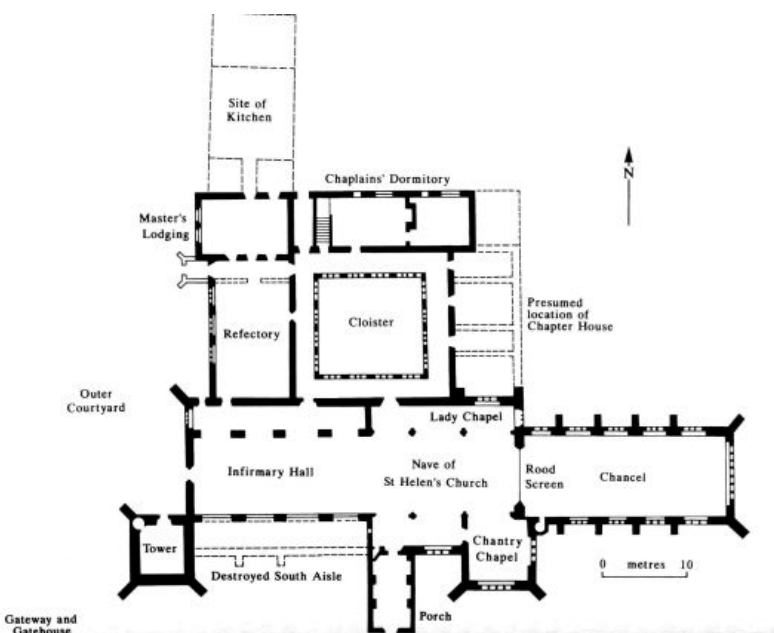 Site of
Kitchen
N
Chaplains' Dormitory
Master's
Lodging
Refectory
Cloister
Presumed
location of
Chapter House
Outer
Courtyard
Lady Chapel
Infirmary Hall
Nave of
St Helen's Church
Rood
Screen
Chancel
Tower
Chantry
Chapel
0 metres 10
Destroyed South Aisle
Porch
Gateway and
Gatehouse